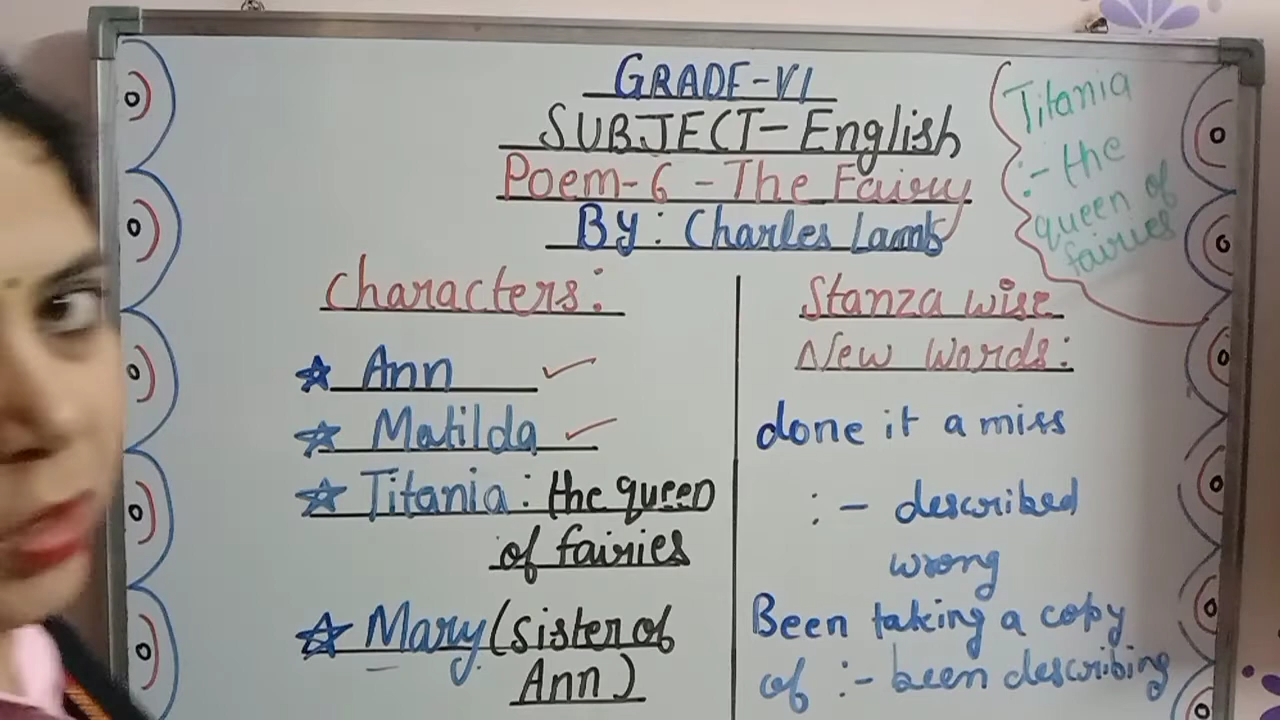 GRADE-VI
SUBJECT-English
Poem-6-The Fairy
By: Charles Lamb
Titania
:- the
queen of
fairies
Characters:
Ann
Matilda
Titania: the queen
of fairies
Mary (sister of
Ann)
Stanza wise
New Words:
done it a miss
:- described
wrong
Been taking a copy
of :- been describing